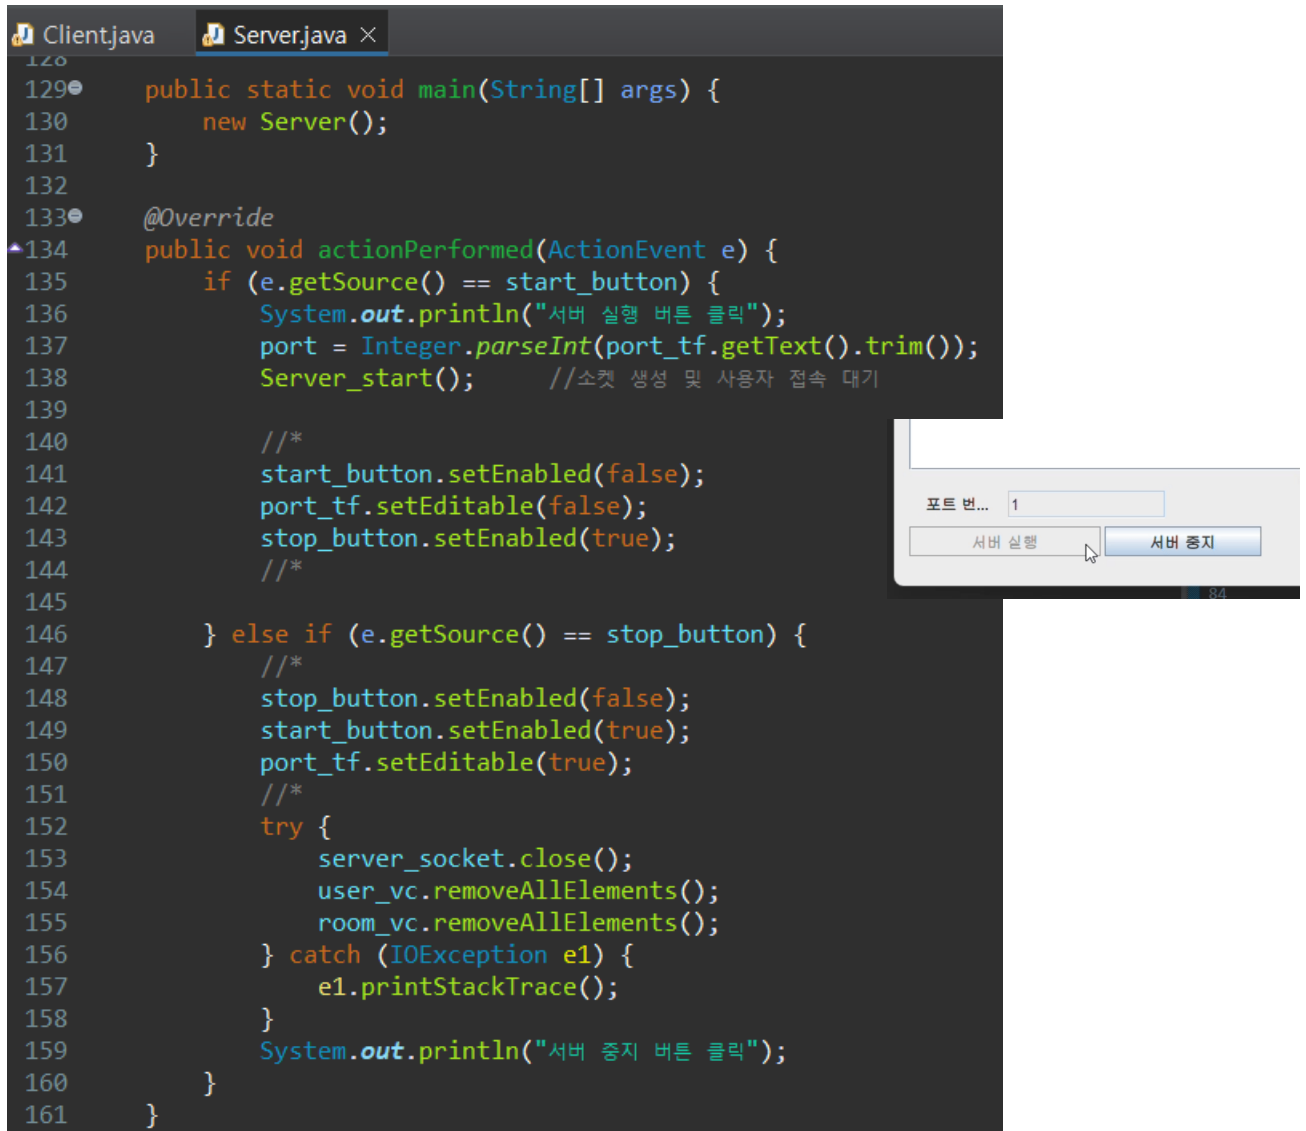 Client.java Server.java
128
129 public static void main(String[] args) {
130 new Server();
131 }
132
133 @Override
134 public void actionPerformed(ActionEvent e) {
135 if (e.getSource() == start_button) {
136 System.out.println("서버 실행 버튼 클릭");
137 port = Integer.parseInt(port_tf.getText().trim());
138 Server_start(); //소켓 생성 및 사용자 접속 대기
139
140 //*
141 start_button.setEnabled(false);
142 port_tf.setEditable(false);
143 stop_button.setEnabled(true);
144 //*
145
146 } else if (e.getSource() == stop_button) {
147 //*
148 stop_button.setEnabled(false);
149 start_button.setEnabled(true);
150 port_tf.setEditable(true);
151 //*
152 try {
153 server_socket.close();
154 user_vc.removeAllElements();
155 room_vc.removeAllElements();
156 } catch (IOException e1) {
157 e1.printStackTrace();
158 }
159 System.out.println("서버 중지 버튼 클릭");
160 }
161 }
포트 번... 1
서버 실행 서버 중지
84